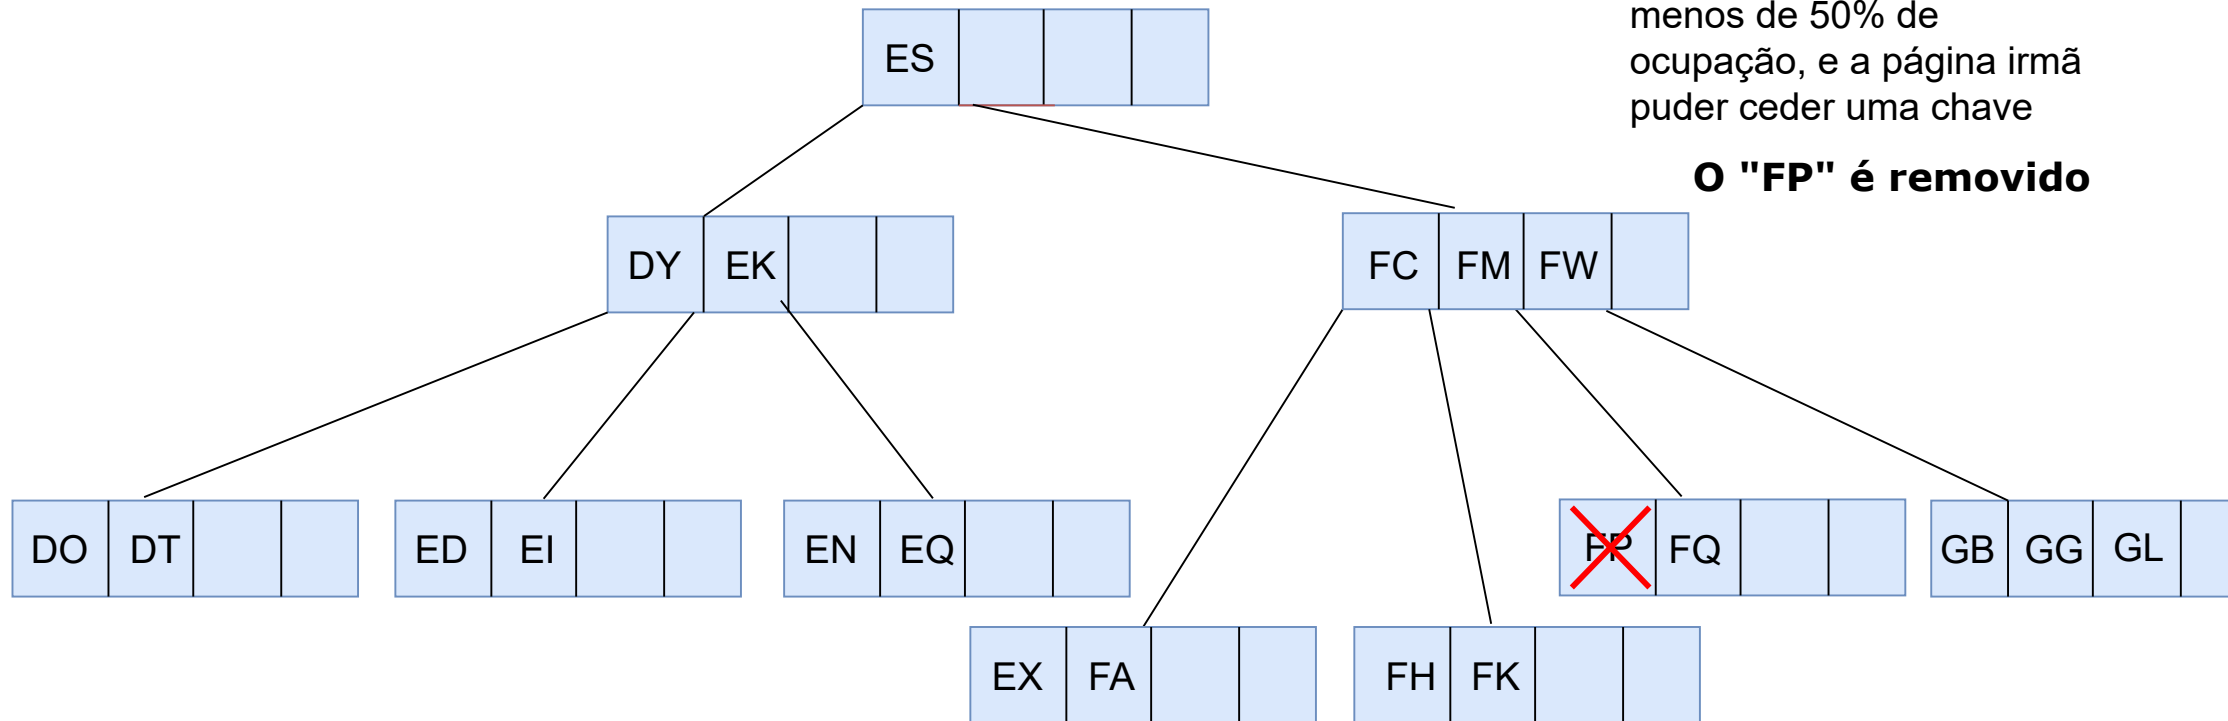 menos de 50% de
ocupação, e a página irmã
puder ceder uma chave
O "FP" é removido
ES
DY EK
FC FM FW
DO DT
ED EI
EN EQ
FP FQ
GB GG GL
EX FA
FH FK